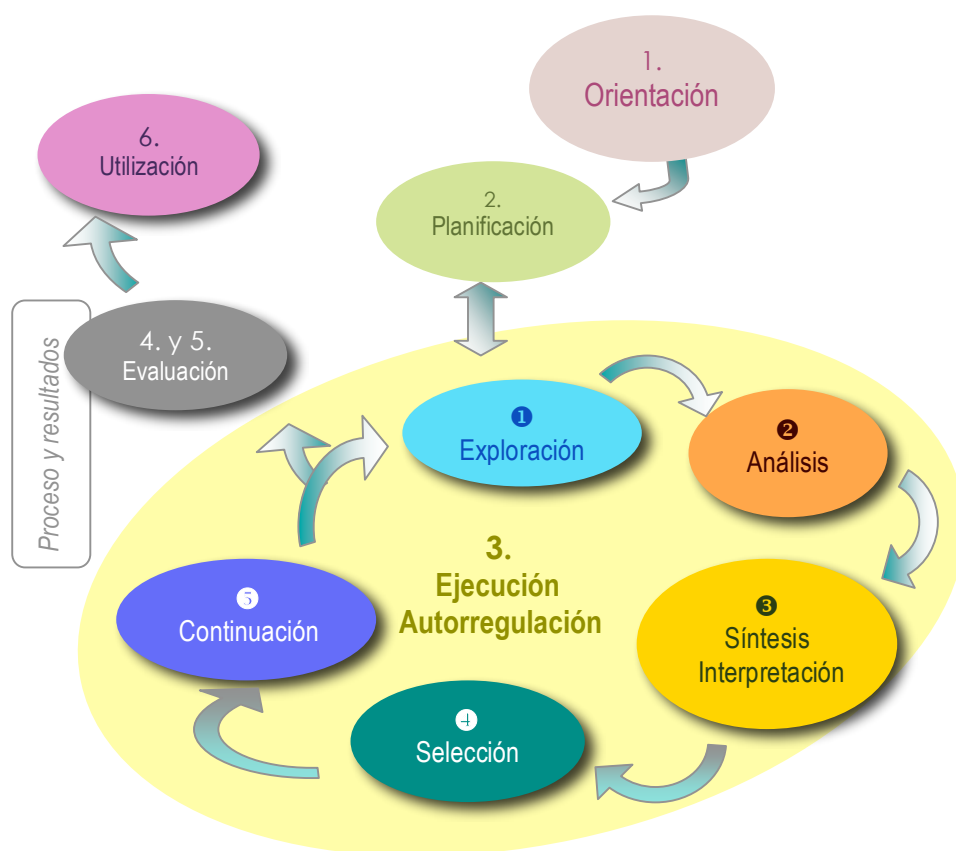 1.
Orientación
2.
Planificación
6.
Utilización
4. y 5.
Evaluación
Proceso y resultados
3.
Ejecución
Autorregulación
❶
Exploración
❷
Análisis
❸
Síntesis
Interpretación
❹
Selección
❺
Continuación